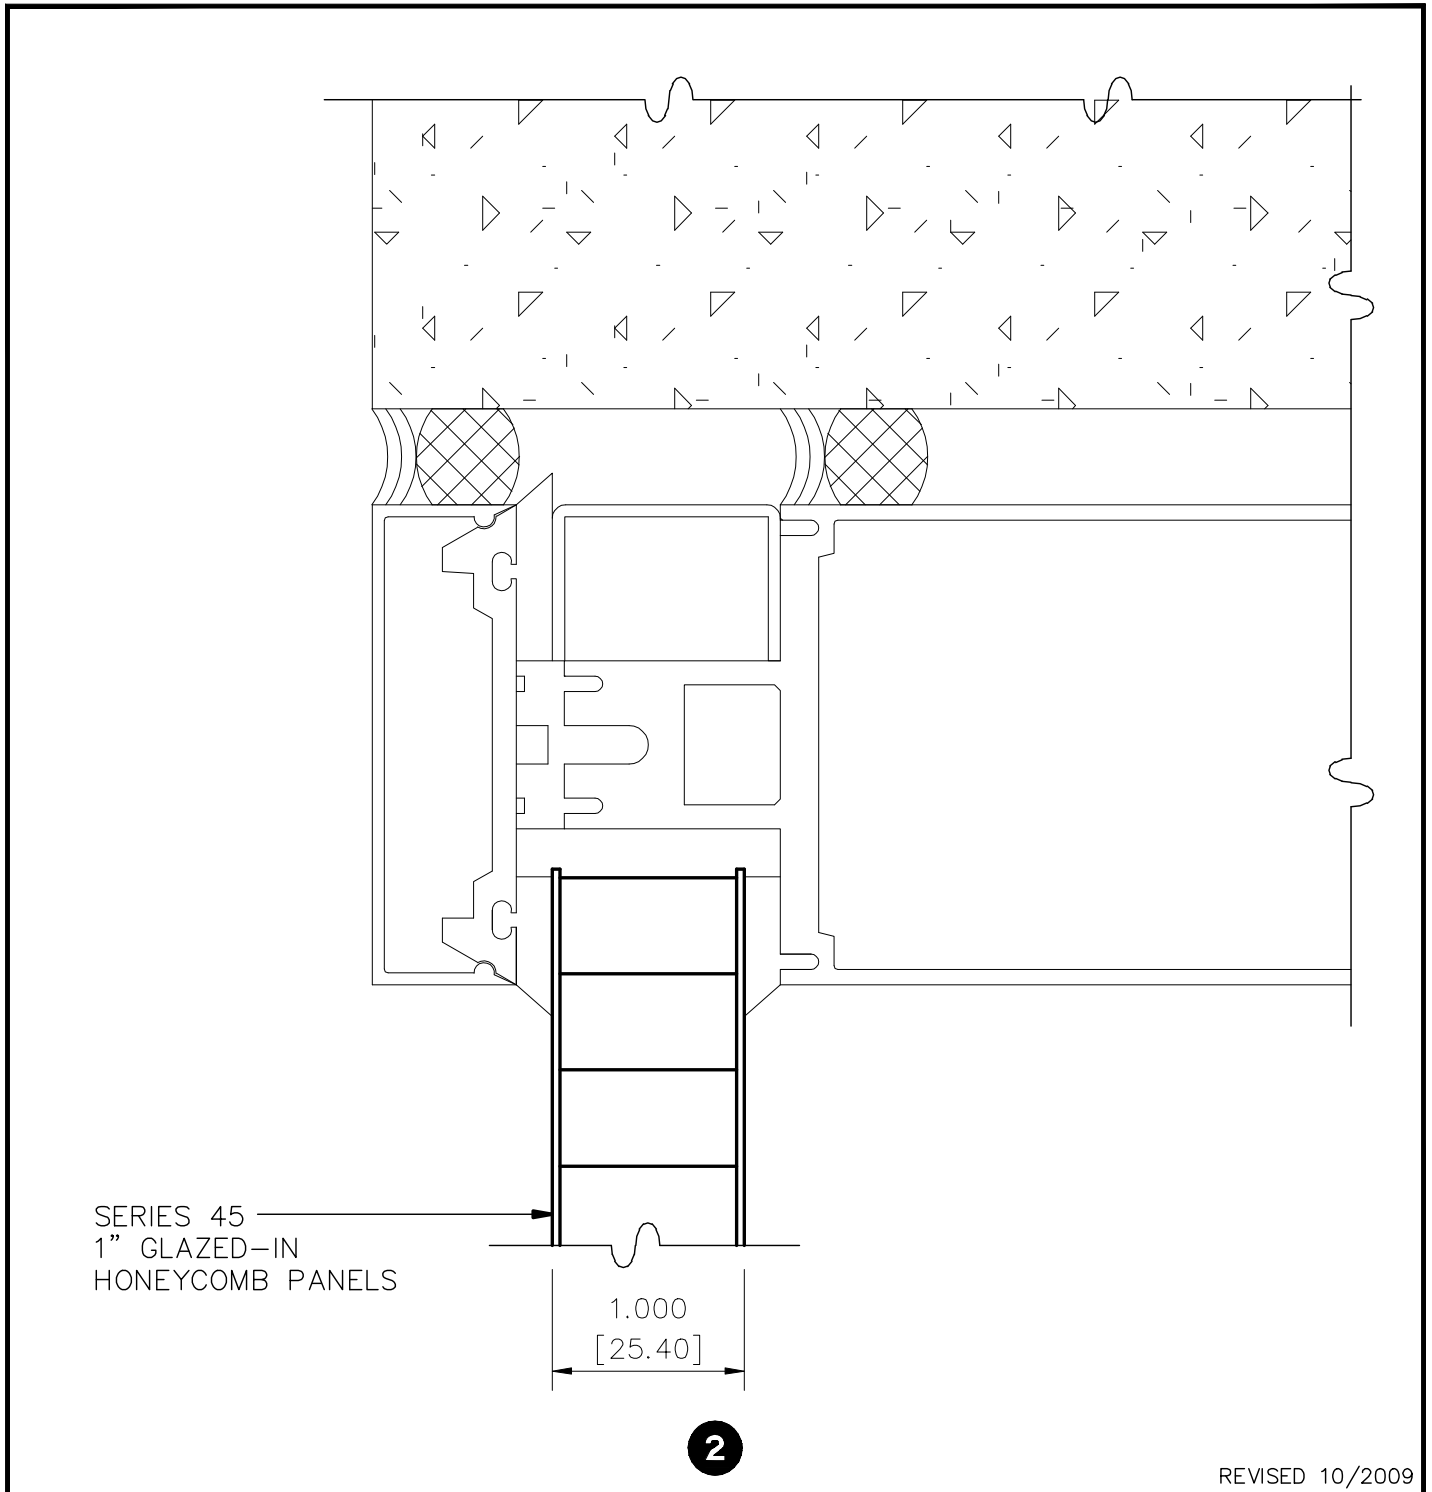 SERIES 45
1" GLAZED-IN
HONEYCOMB PANELS
1.000
[25.40]
2
REVISED 10/2009